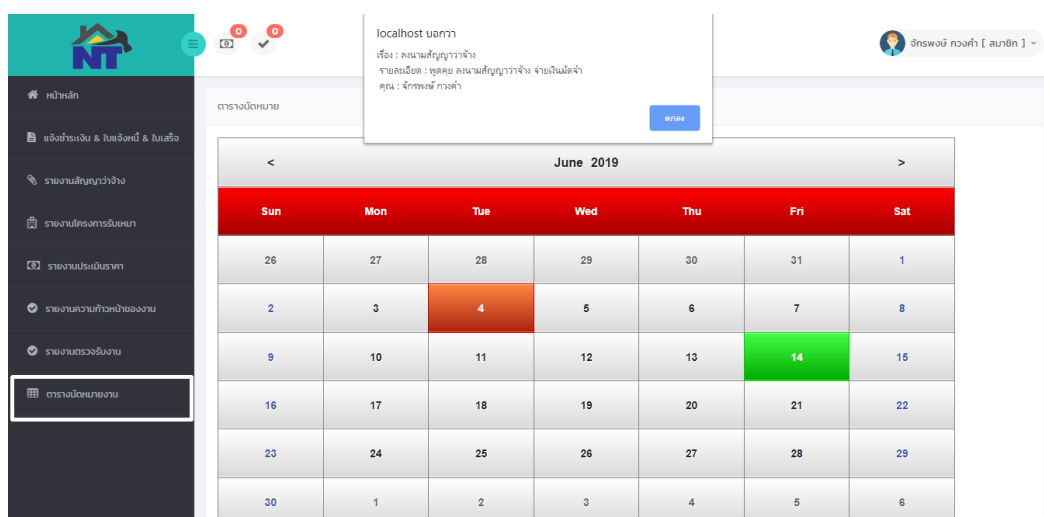 NT
0 0
จักรพงษ์ กวงคำ [ สมาชิก ]
localhost บอกว่า
เรื่อง : ลงนามสัญญาว่าจ้าง
รายละเอียด : พูดคุย ลงนามสัญญาว่าจ้าง จ่ายเงินมัดจำ
คุณ : จักรพงษ์ กวงคำ
ตกลง
หน้าหลัก
แจ้งชำระเงิน & ใบแจ้งหนี้ & ใบเสร็จ
รายงานสัญญาว่าจ้าง
รายงานโครงการรับเหมา
รายงานประเมินราคา
รายงานความก้าวหน้าของงาน
รายงานตรวจรับงาน
ตารางนัดหมายงาน
ตารางนัดหมาย
< June 2019 >
Sun Mon Tue Wed Thu Fri Sat
26 27 28 29 30 31 1
2 3 4 5 6 7 8
9 10 11 12 13 14 15
16 17 18 19 20 21 22
23 24 25 26 27 28 29
30 1 2 3 4 5 6